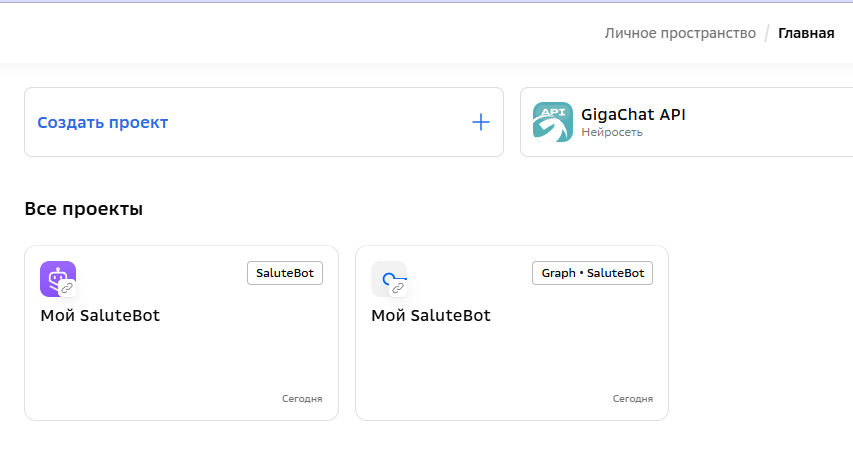 Личное пространство / Главная
Создать проект +
API
GigaChat API
Нейросеть
Все проекты
SaluteBot
Мой SaluteBot
Сегодня
Graph • SaluteBot
Мой SaluteBot
Сегодня